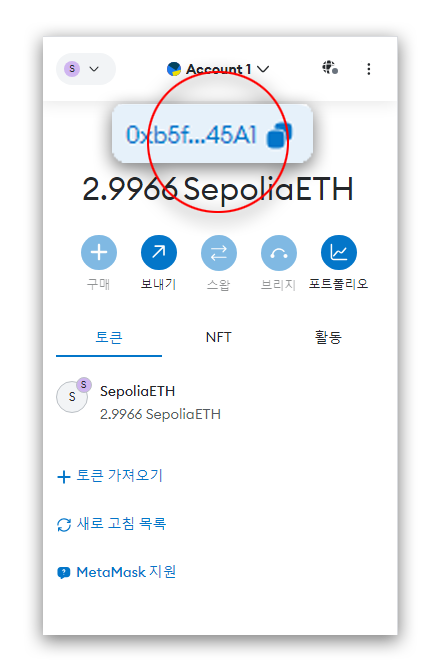 S
Account 1
0xb5f...45A1
2.9966 SepoliaETH
구매 보내기 스왑 브리지 포트폴리오
토큰 NFT 활동
S S SepoliaETH
2.9966 SepoliaETH
토큰 가져오기
새로 고침 목록
MetaMask 지원